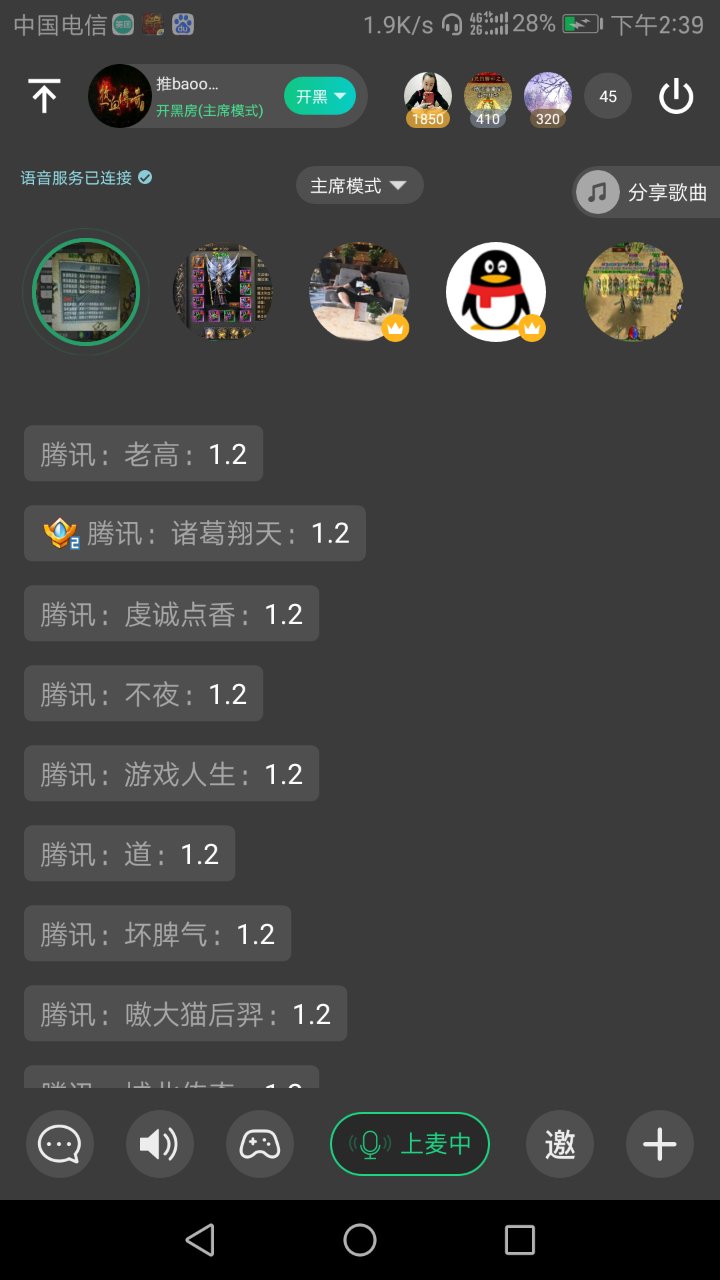 中国电信
1.9K/s
4G
2G
28%
下午2:39
推baoo...
开黑房(主席模式)
开黑
1850
410
320
45
语音服务已连接
主席模式
分享歌曲
腾讯：老高：1.2
2 腾讯：诸葛翔天：1.2
腾讯：虔诚点香：1.2
腾讯：不夜：1.2
腾讯：游戏人生：1.2
腾讯：道：1.2
腾讯：坏脾气：1.2
腾讯：嗷大猫后羿：1.2
上麦中
邀